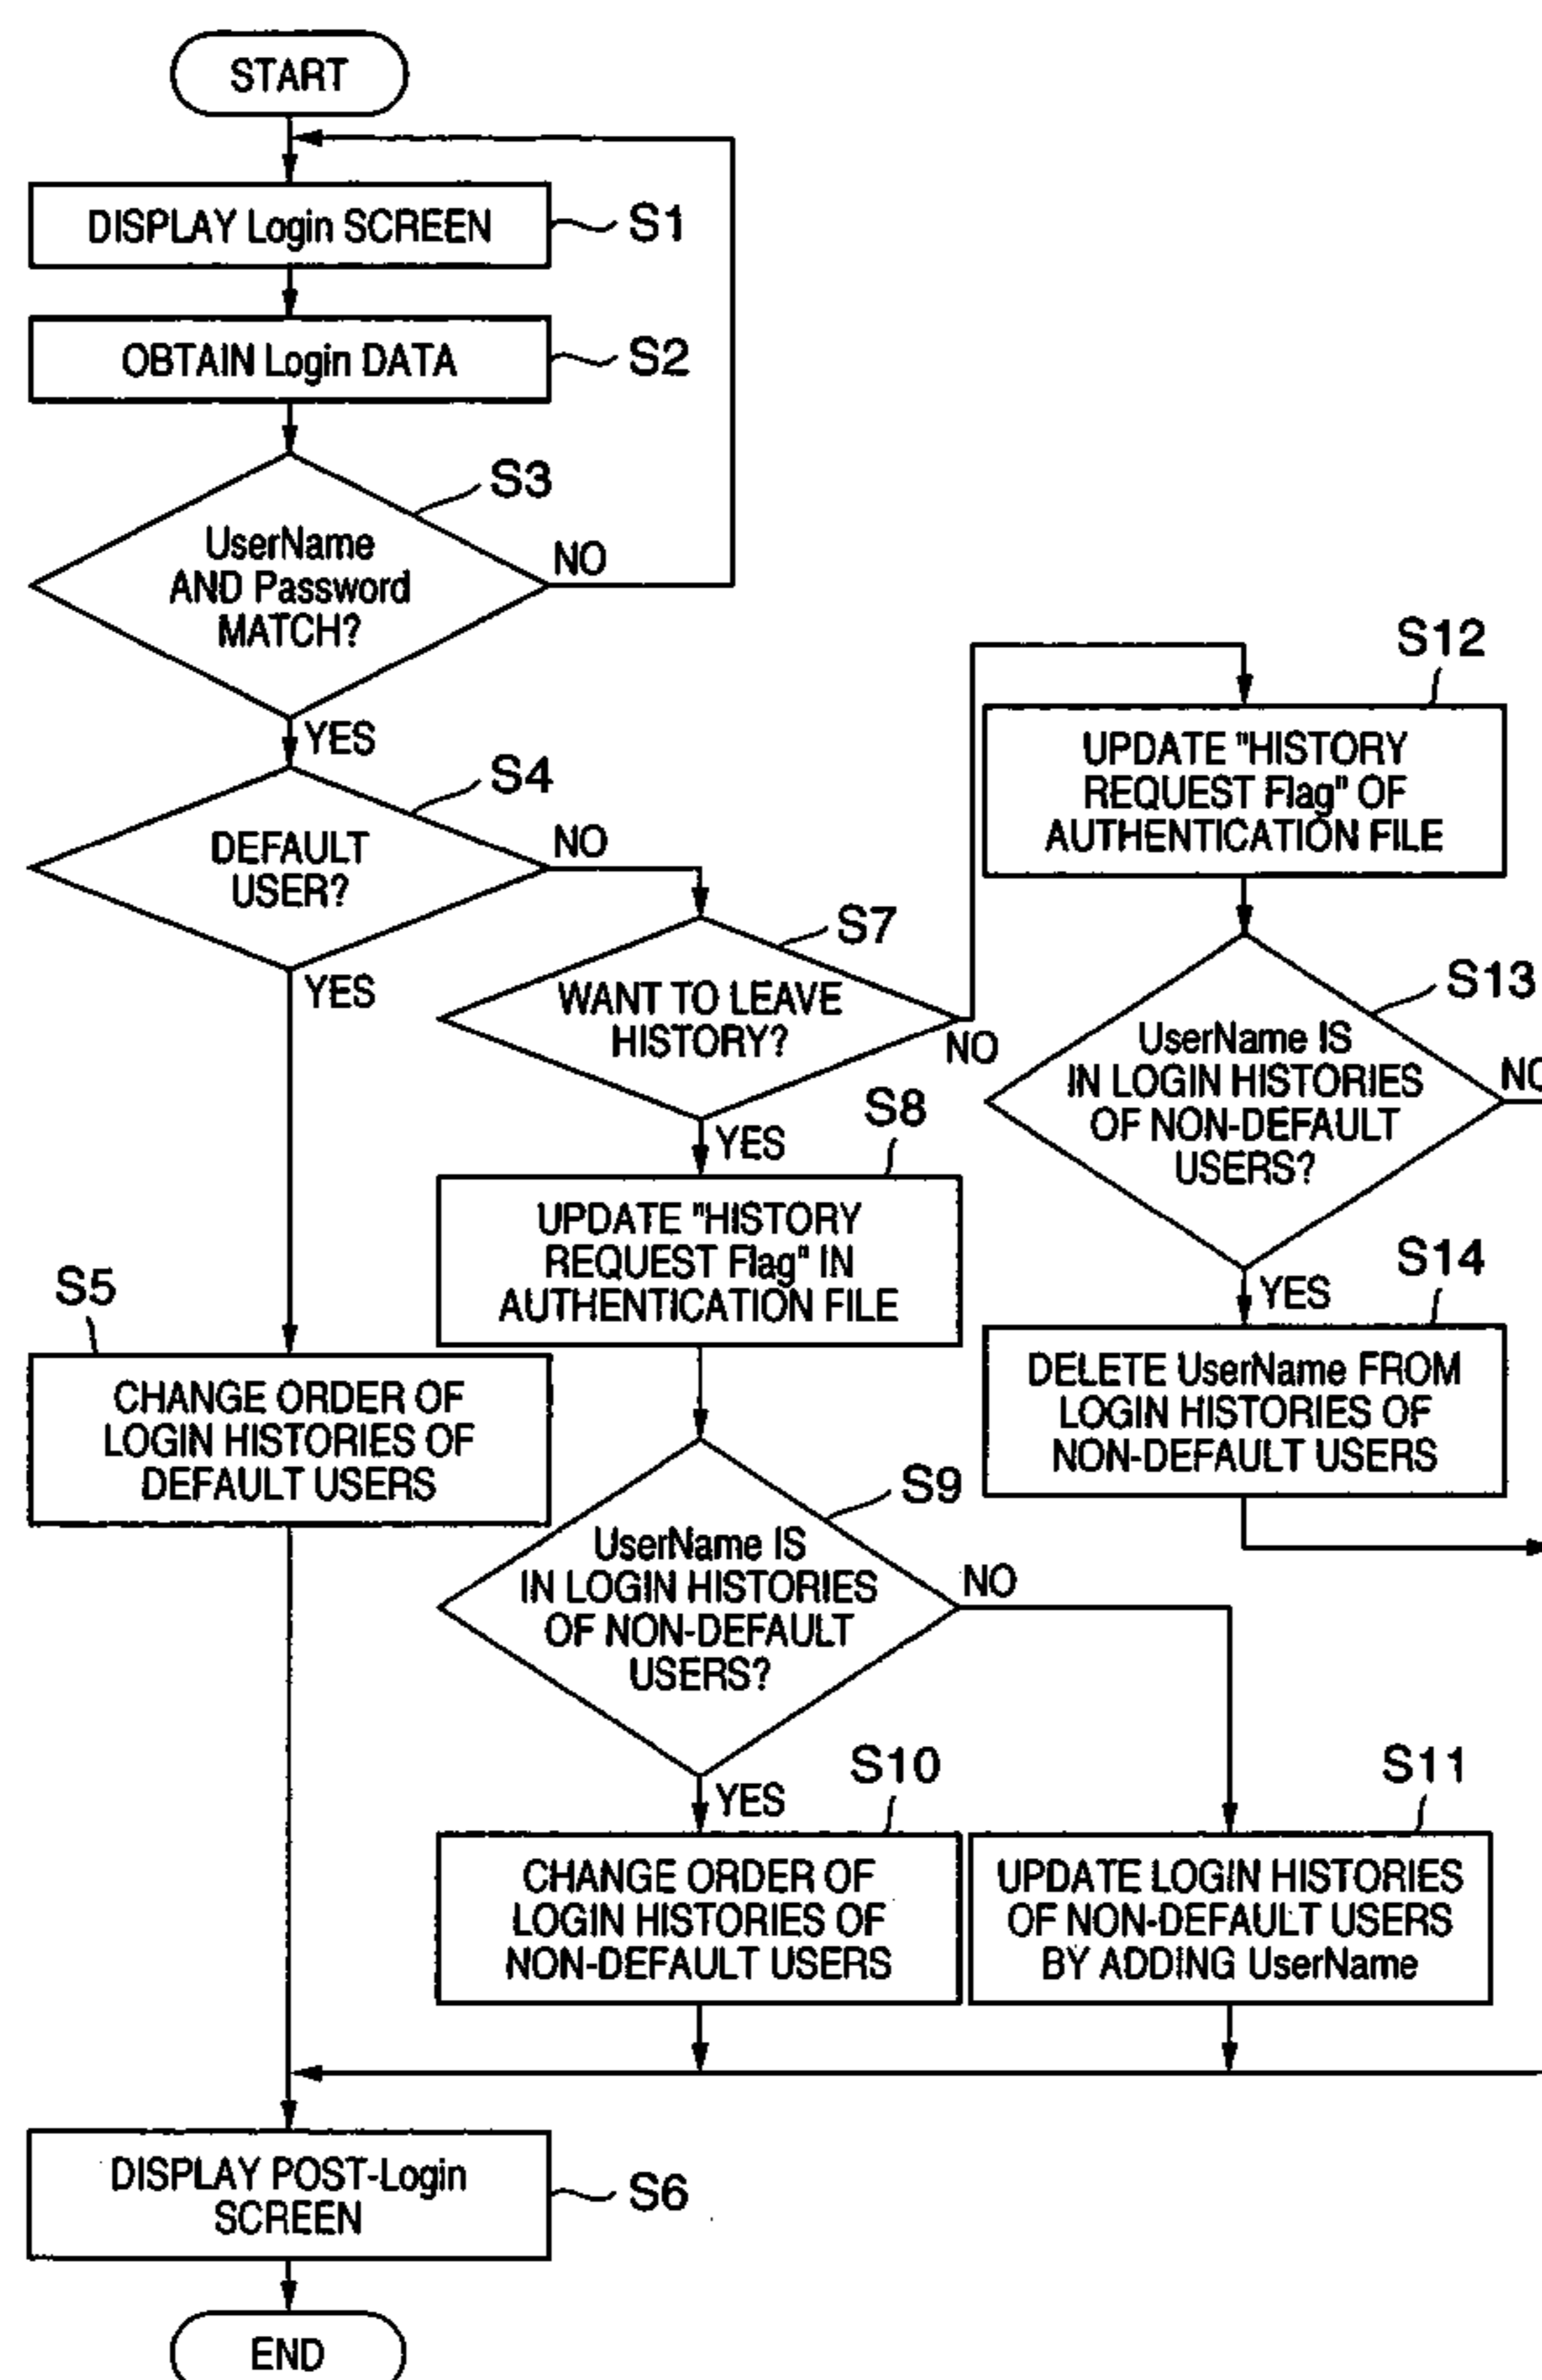 START
DISPLAY Login SCREEN
S1
OBTAIN Login DATA
S2
S3
UserName
AND Password
MATCH?
NO
YES
S4
DEFAULT
USER?
NO
YES
S5
CHANGE ORDER OF
LOGIN HISTORIES OF
DEFAULT USERS
S7
WANT TO LEAVE
HISTORY?
NO
YES
S8
UPDATE "HISTORY
REQUEST Flag" IN
AUTHENTICATION FILE
S9
UserName IS
IN LOGIN HISTORIES
OF NON-DEFAULT
USERS?
NO
YES
S10
CHANGE ORDER OF
LOGIN HISTORIES OF
NON-DEFAULT USERS
S11
UPDATE LOGIN HISTORIES
OF NON-DEFAULT USERS
BY ADDING UserName
S12
UPDATE "HISTORY
REQUEST Flag" OF
AUTHENTICATION FILE
S13
UserName IS
IN LOGIN HISTORIES
OF NON-DEFAULT
USERS?
NO
YES
S14
DELETE UserName FROM
LOGIN HISTORIES OF
NON-DEFAULT USERS
DISPLAY POST-Login
SCREEN
S6
END